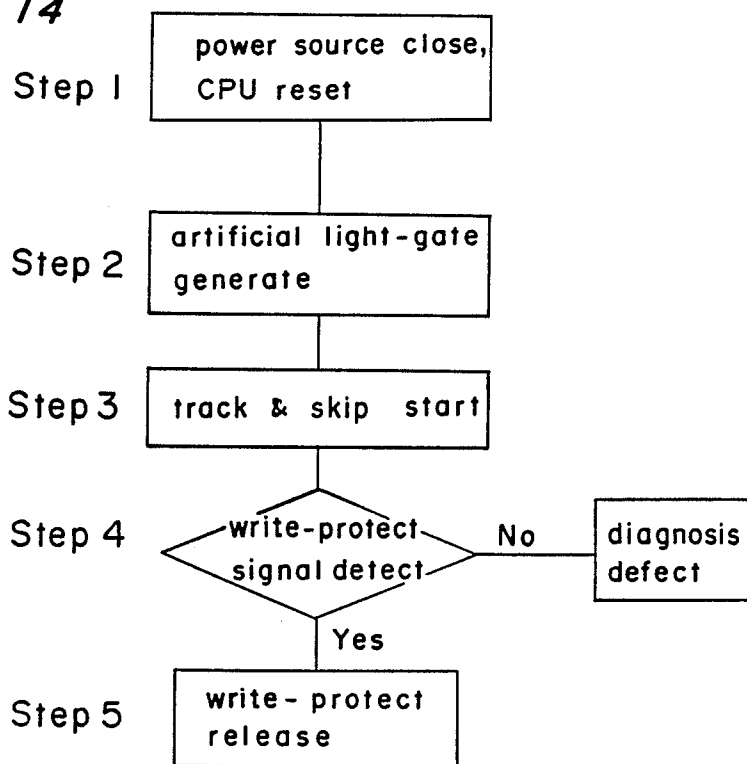 14
Step 1
power source close,
CPU reset
Step 2
artificial light-gate
generate
Step 3
track & skip start
Step 4
write-protect
signal detect
No
diagnosis
defect
Yes
Step 5
write-protect
release